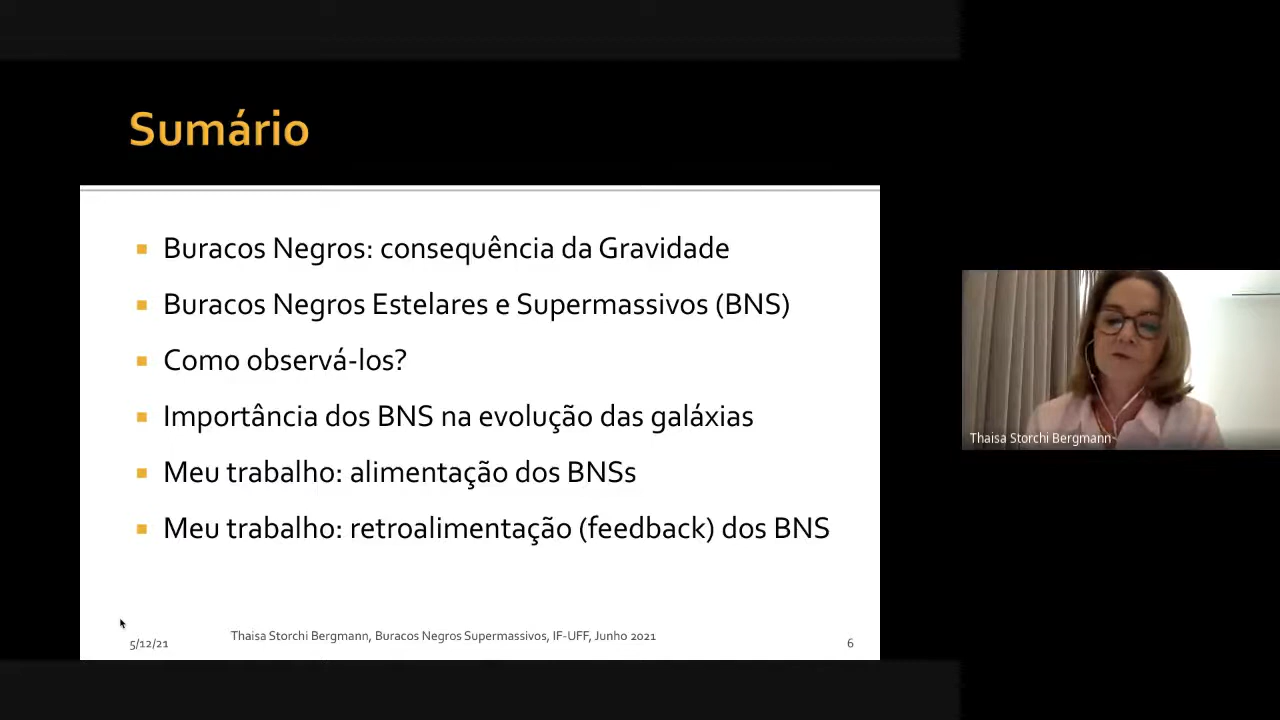 Sumário
Buracos Negros: consequência da Gravidade
Buracos Negros Estelares e Supermassivos (BNS)
Como observá-los?
Importância dos BNS na evolução das galáxias
Meu trabalho: alimentação dos BNSs
Meu trabalho: retroalimentação (feedback) dos BNS
5/12/21
Thaisa Storchi Bergmann, Buracos Negros Supermassivos, IF-UFF, Junho 2021
6
Thaisa Storchi Bergmann